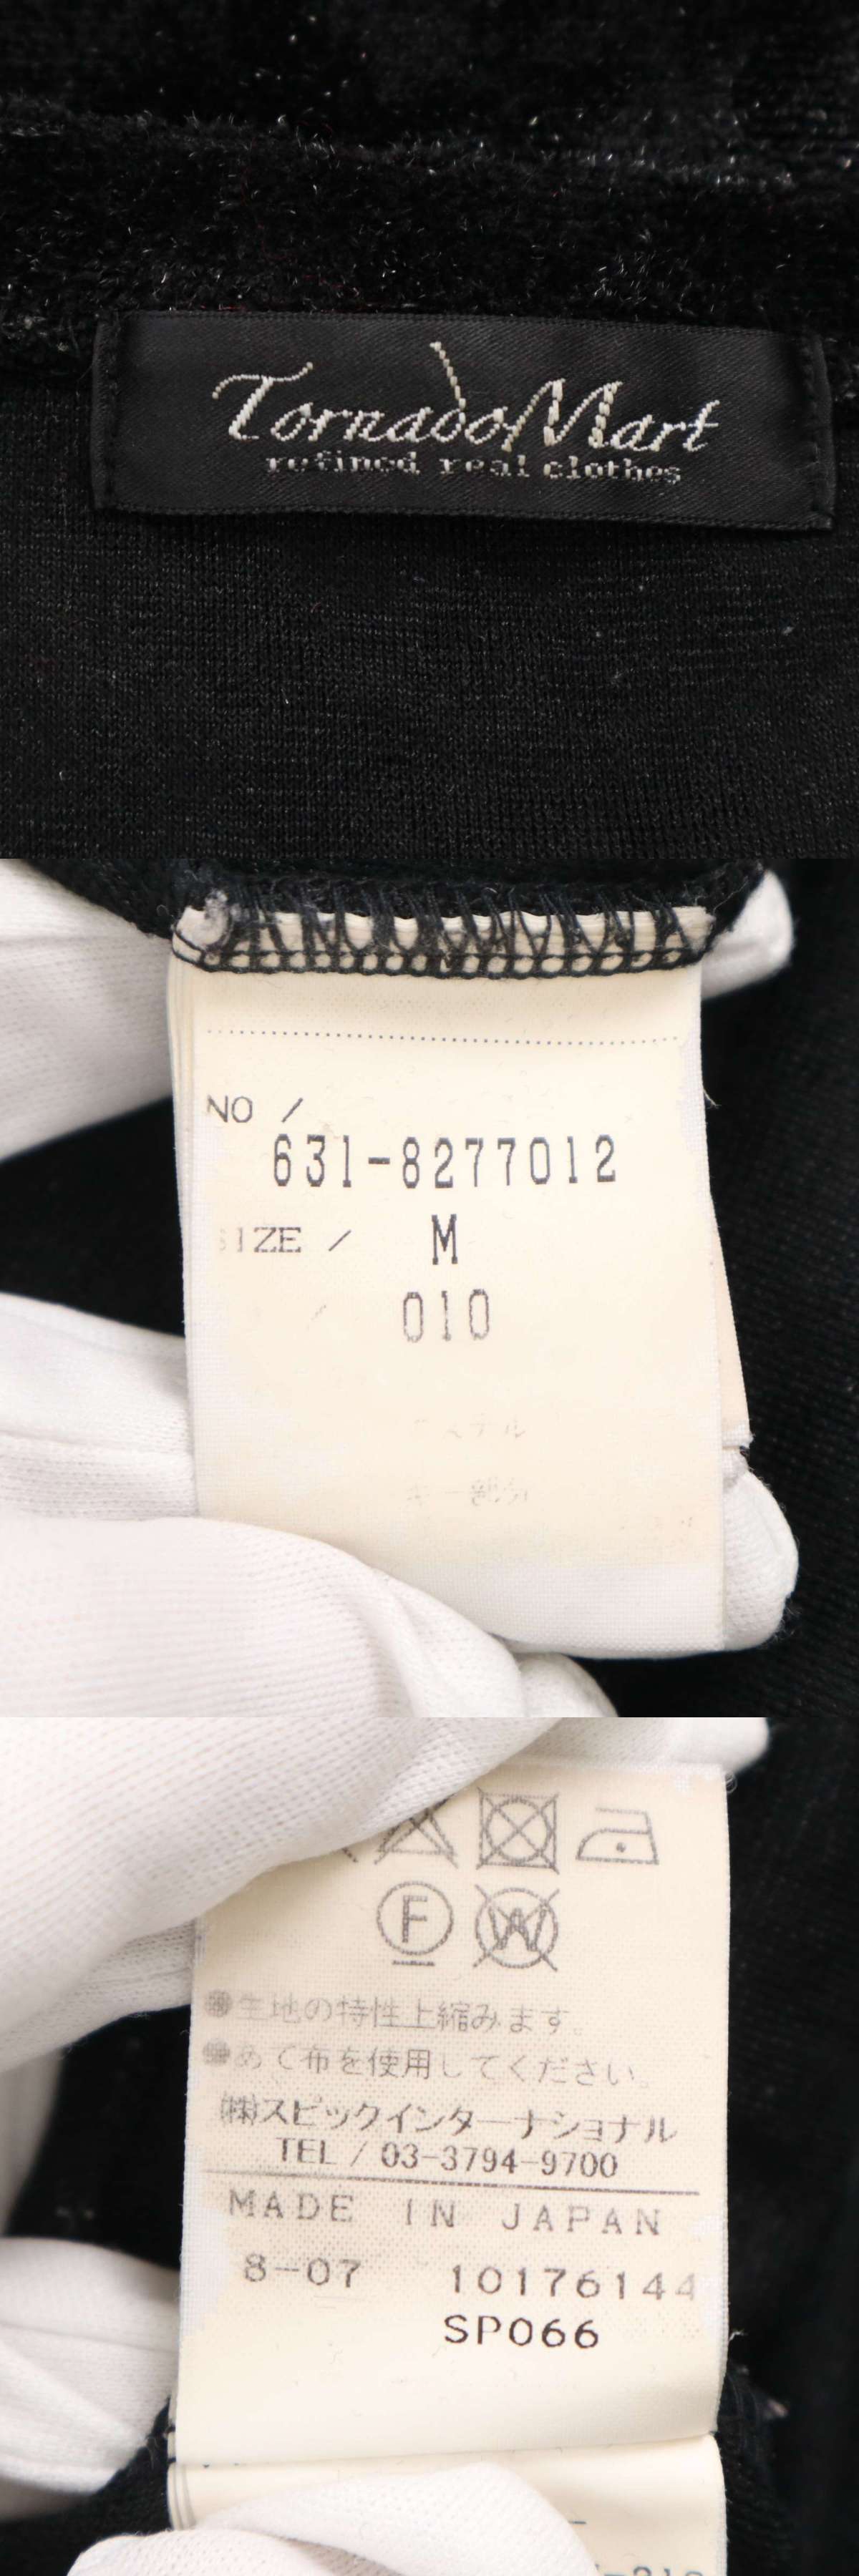 TornadoMart
refined real clothes
NO /
631-8277012
SIZE / M
010
F
W
生地の特性上縮みます。
あて布を使用してください。
㈱スピックインターナショナル
TEL / 03-3794-9700
MADE IN JAPAN
8-07 10176144
SP066